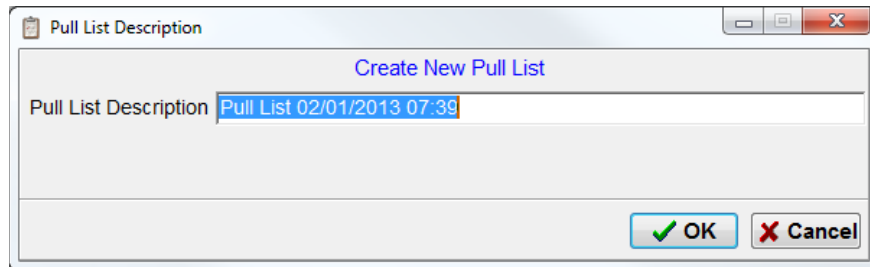 Pull List Description
Create New Pull List
Pull List Description Pull List 02/01/2013 07:39
OK Cancel